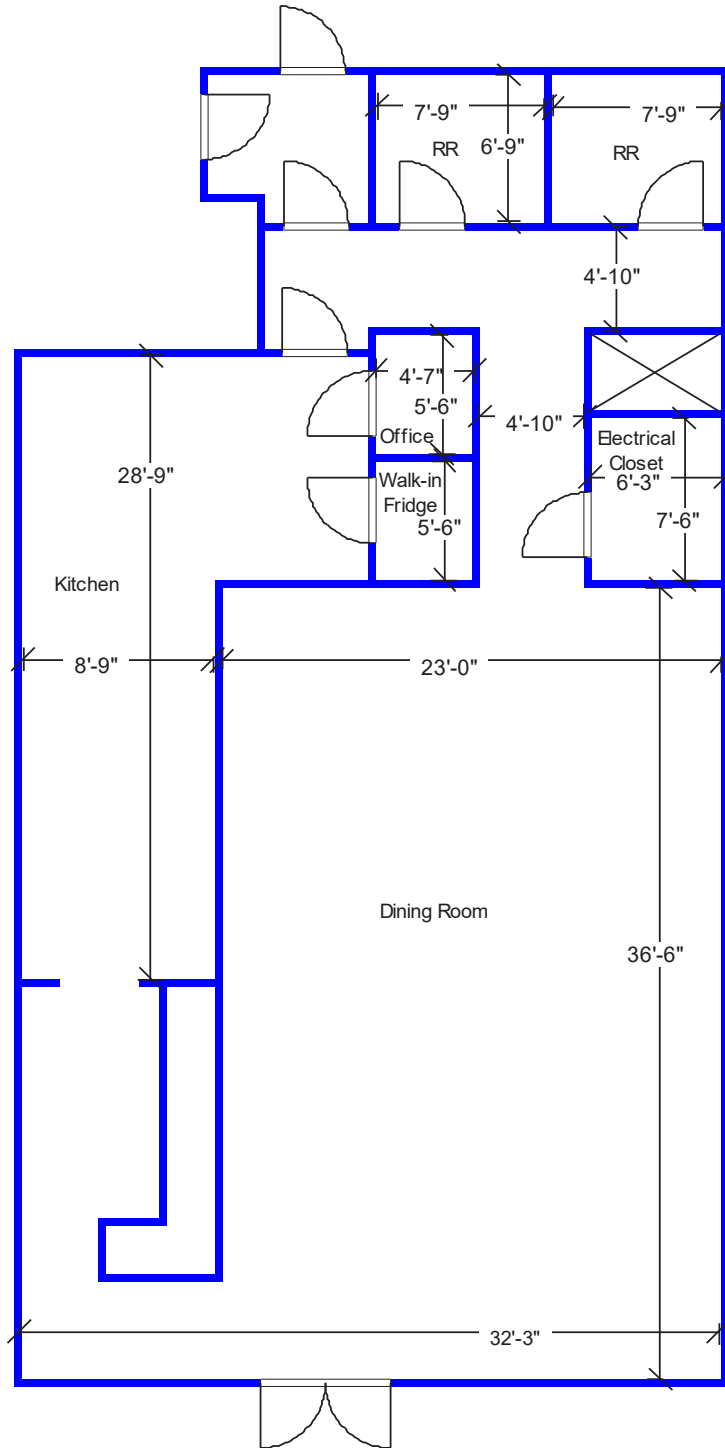 7'-9"
7'-9"
RR
6'-9"
RR
4'-10"
4'-7"
5'-6"
4'-10"
Office
Electrical
Closet
28'-9"
Walk-in
Fridge
6'-3"
5'-6"
7'-6"
Kitchen
8'-9"
23'-0"
Dining Room
36'-6"
32'-3"